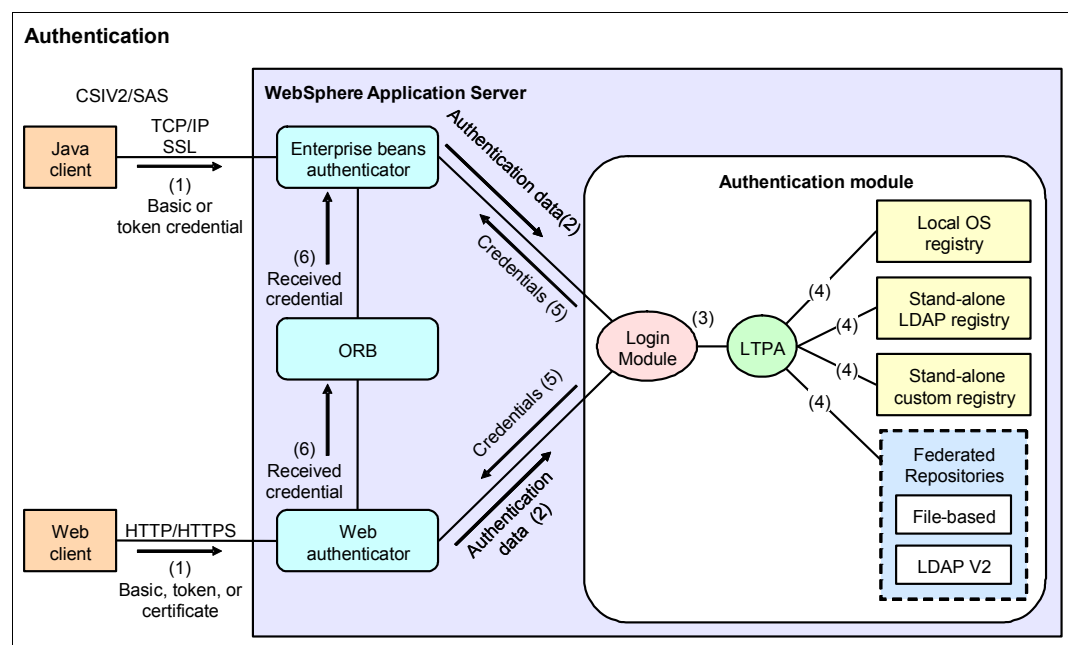 Authentication
CSIV2/SAS
WebSphere Application Server
TCP/IP
SSL
Java
client
(1)
Basic or
token credential
Enterprise beans
authenticator
Authentication data(2)
Credentials (5)
Authentication module
Local OS
registry
(4)
Stand-alone
LDAP registry
(4)
(6)
Received
credential
(3)
Login
Module
LTPA
ORB
(4)
Stand-alone
custom registry
(4)
Credentials (5)
Federated
Repositories
File-based
LDAP V2
(6)
Received
credential
Authentication
data (2)
Web
client
HTTP/HTTPS
(1)
Basic, token, or
certificate
Web
authenticator